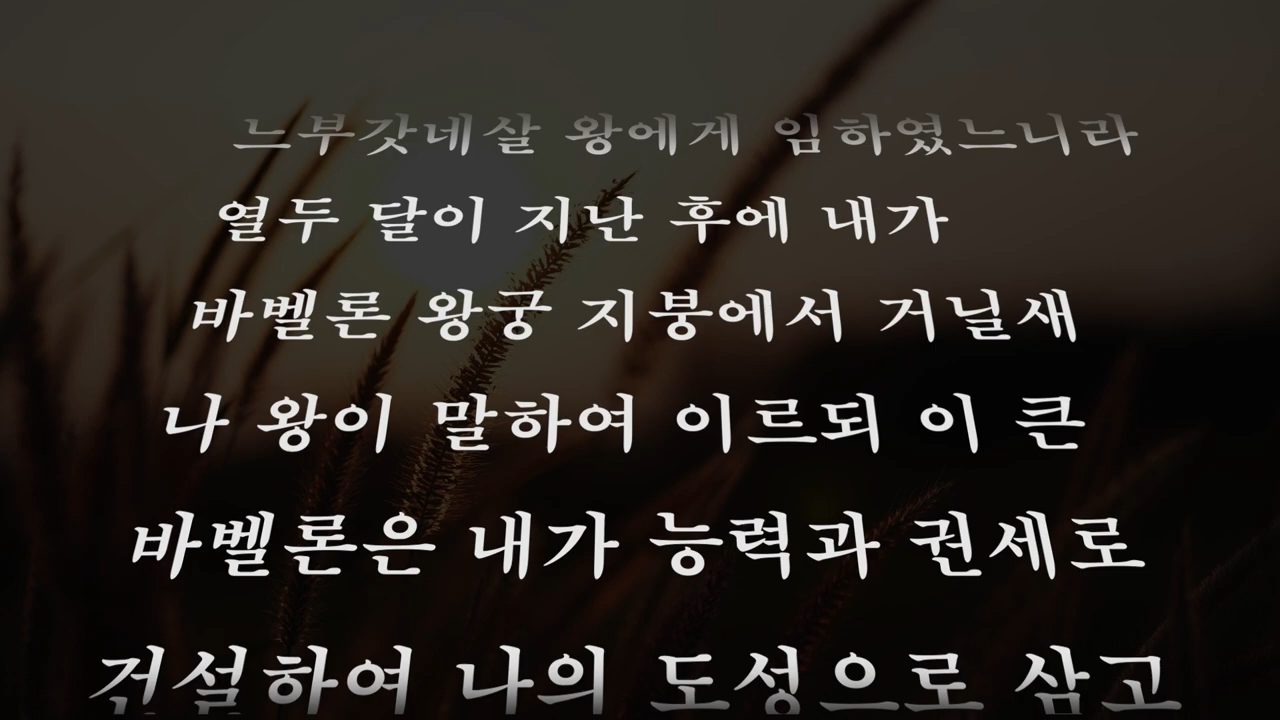 느부갓네살 왕에게 임하였느니라
열두 달이 지난 후에 내가
바벨론 왕궁 지붕에서 거닐새
나 왕이 말하여 이르되 이 큰
바벨론은 내가 능력과 권세로
건설하여 나의 도성으로 삼고